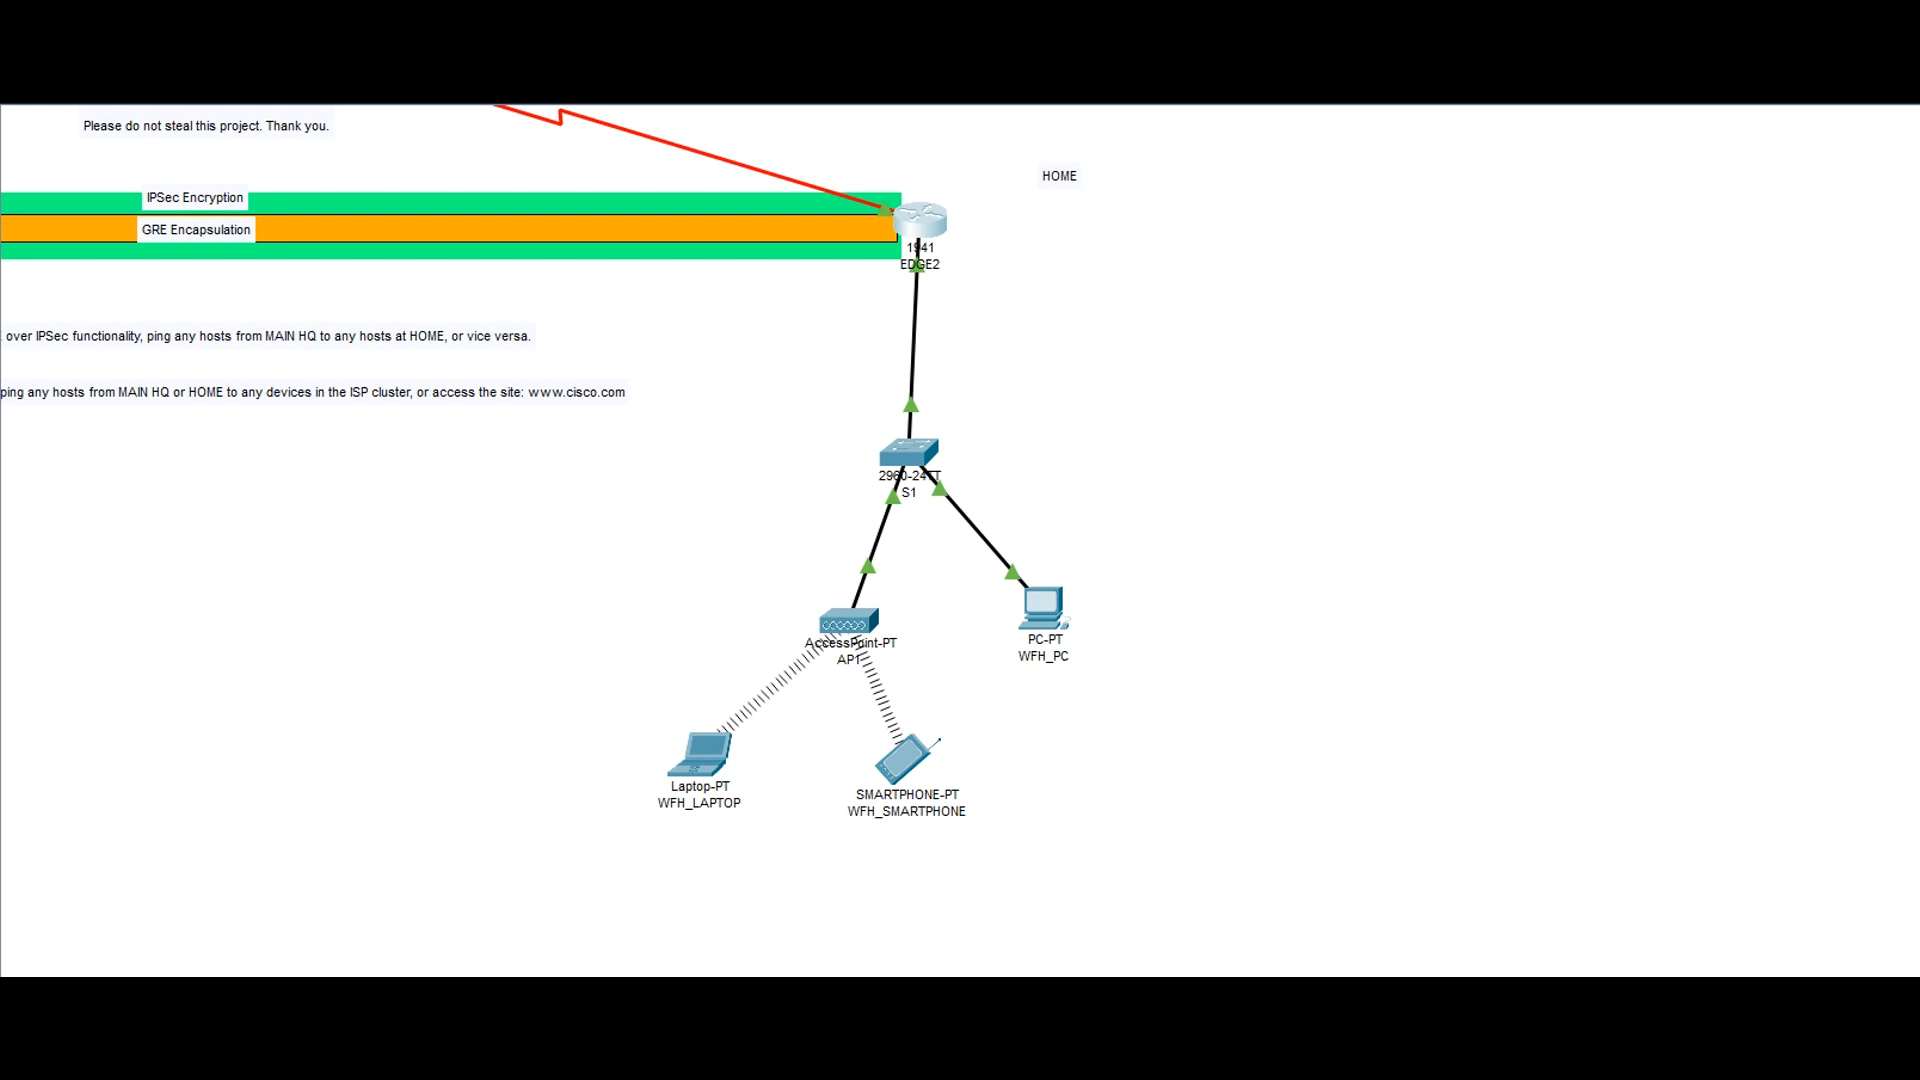 Please do not steal this project. Thank you.
HOME
IPSec Encryption
GRE Encapsulation
1941
EDGE2
over IPSec functionality, ping any hosts from MAIN HQ to any hosts at HOME, or vice versa.
ping any hosts from MAIN HQ or HOME to any devices in the ISP cluster, or access the site: www.cisco.com
2960-24TT
S1
AccessPoint-PT
AP1
PC-PT
WFH_PC
Laptop-PT
WFH_LAPTOP
SMARTPHONE-PT
WFH_SMARTPHONE